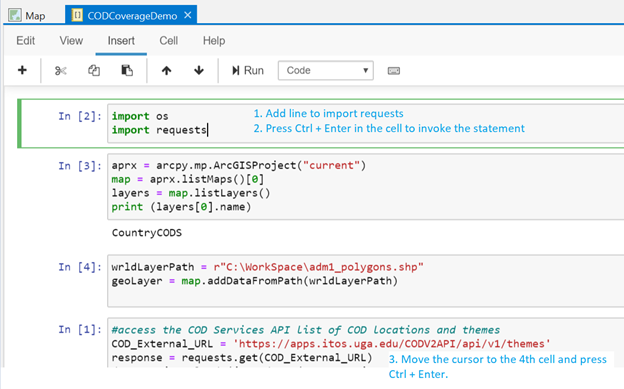 Map CODCoverageDemo ×
Edit View Insert Cell Help
Run Code
In [2]: import os 1. Add line to import requests
import requests 2. Press Ctrl + Enter in the cell to invoke the statement
In [3]: aprx = arcpy.mp.ArcGISProject("current")
map = aprx.listMaps()[0]
layers = map.listLayers()
print (layers[0].name)
CountryCODS
In [4]: wrldLayerPath = r"C:\WorkSpace\adm1_polygons.shp"
geoLayer = map.addDataFromPath(wrldLayerPath)
In [1]: #access the COD Services API list of COD locations and themes
COD_External_URL = 'https://apps.itos.uga.edu/CODV2API/api/v1/themes'
response = requests.get(COD_External_URL) 3. Move the cursor to the 4th cell and press
Ctrl + Enter.